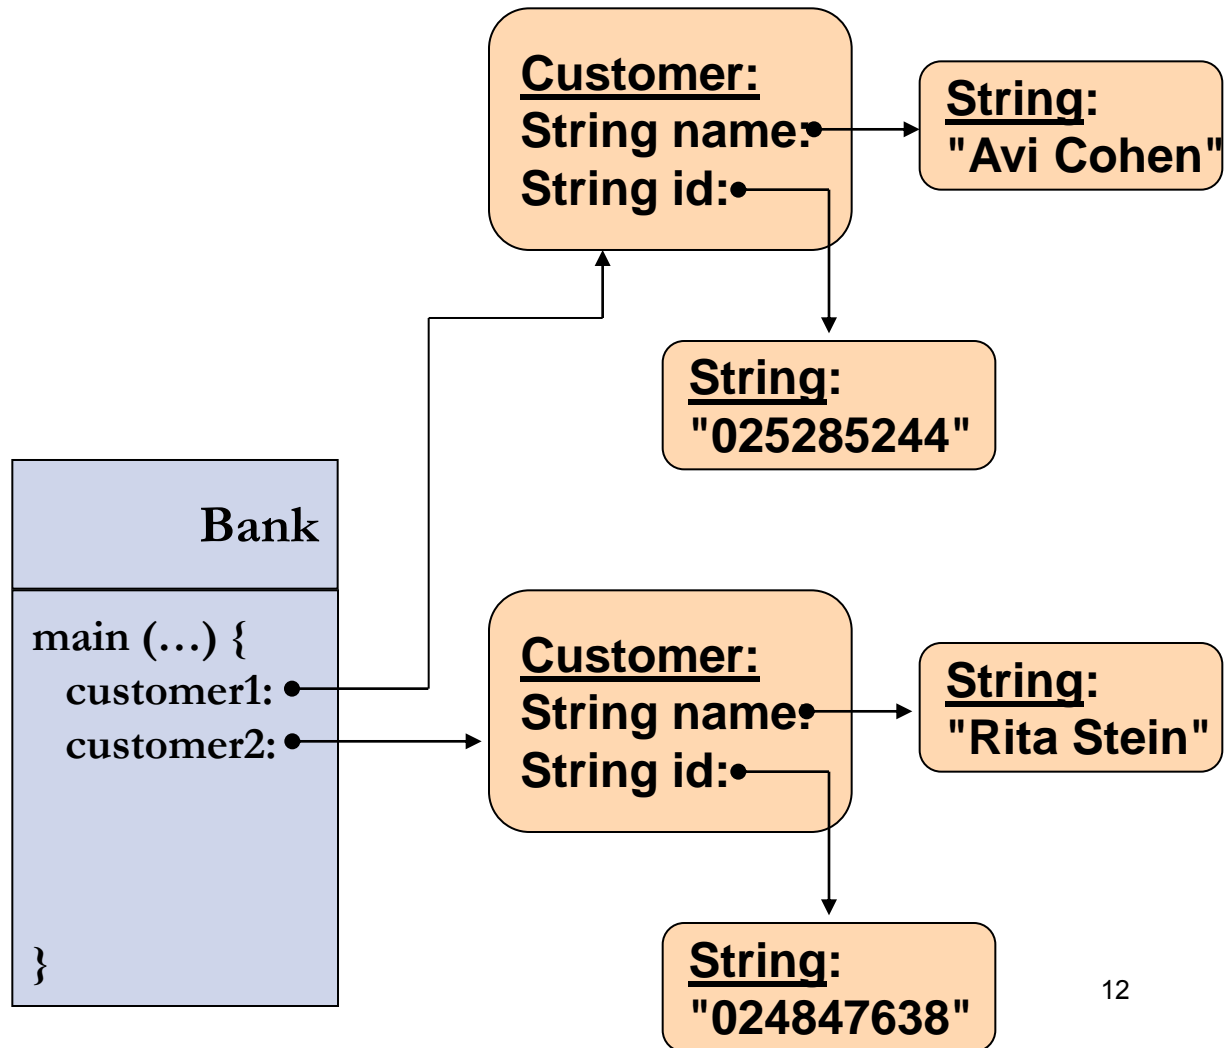 Customer:
String name:
String id:
String:
"Avi Cohen"
String:
"025285244"
Bank
main (…) {
customer1:
customer2:
}
Customer:
String name:
String id:
String:
"Rita Stein"
String:
"024847638"
12